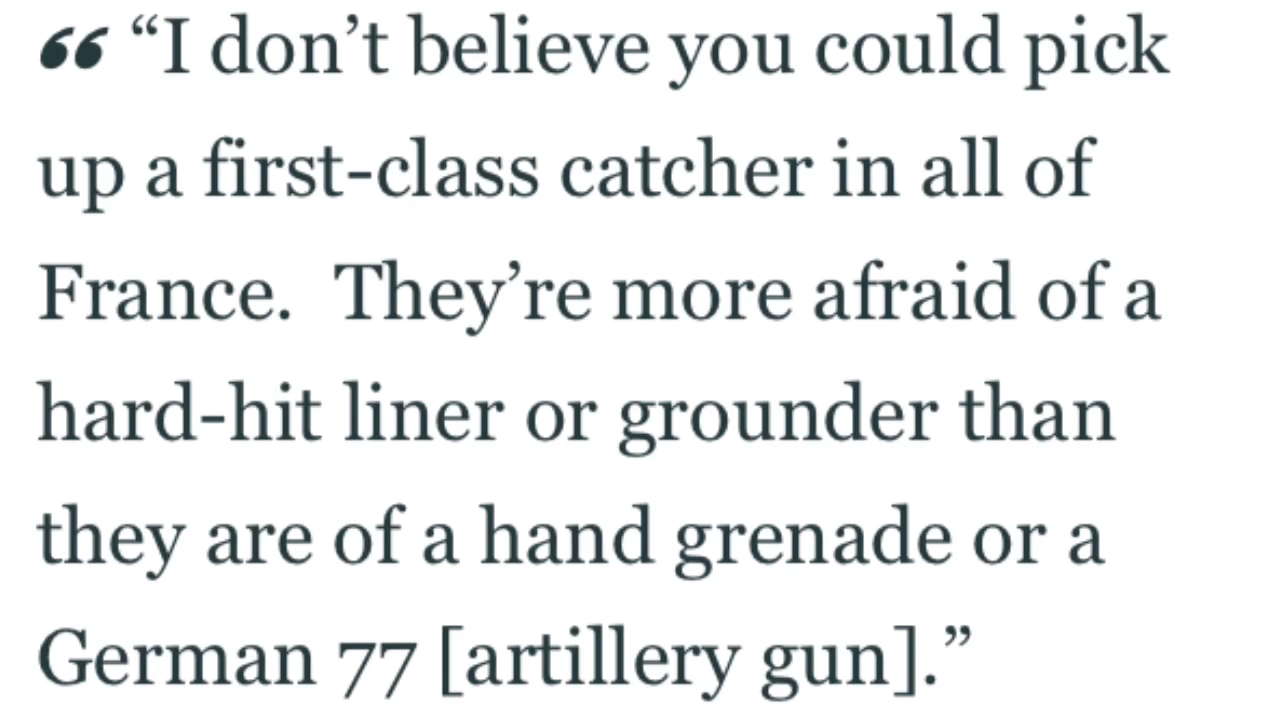 “ “I don’t believe you could pick
up a first-class catcher in all of
France.  They’re more afraid of a
hard-hit liner or grounder than
they are of a hand grenade or a
German 77 [artillery gun].”